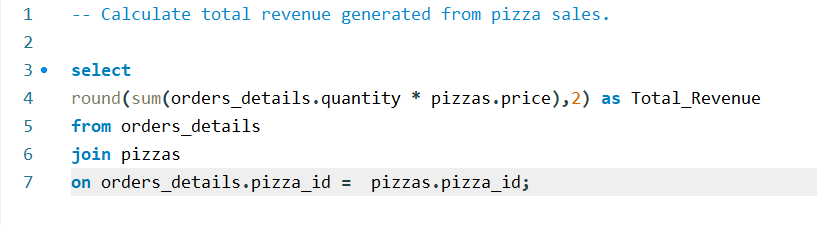 1 -- Calculate total revenue generated from pizza sales.
2
3 select
4 round(sum(orders_details.quantity * pizzas.price),2) as Total_Revenue
5 from orders_details
6 join pizzas
7 on orders_details.pizza_id =  pizzas.pizza_id;